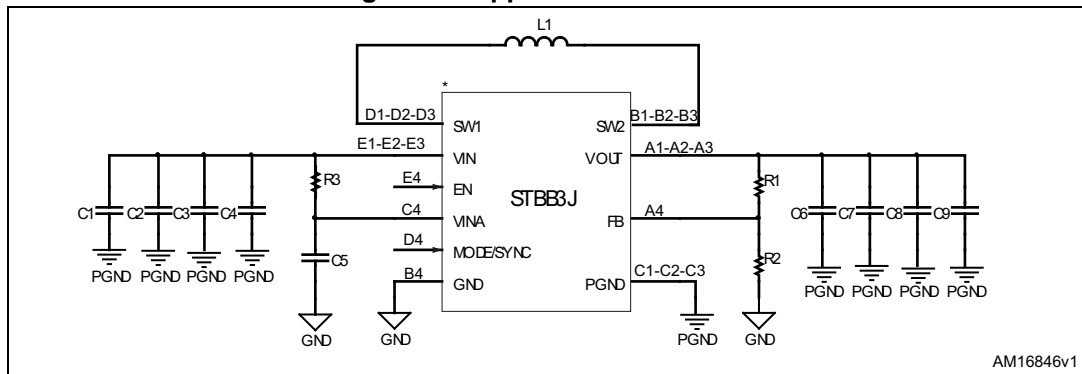 L1
*
D1-D2-D3
B1-B2-B3
SW1
SW2
E1-E2-E3
VIN
VOUT
A1-A2-A3
R3
E4
EN
R1
C1
C2
C3
C4
C4
VINA
STBB3J
FB
A4
C6
C7
C8
C9
D4
MODE/SYNC
C5
R2
PGND
PGND
PGND
PGND
B4
GND
PGND
C1-C2-C3
PGND
PGND
PGND
PGND
GND
GND
PGND
GND
AM16846v1